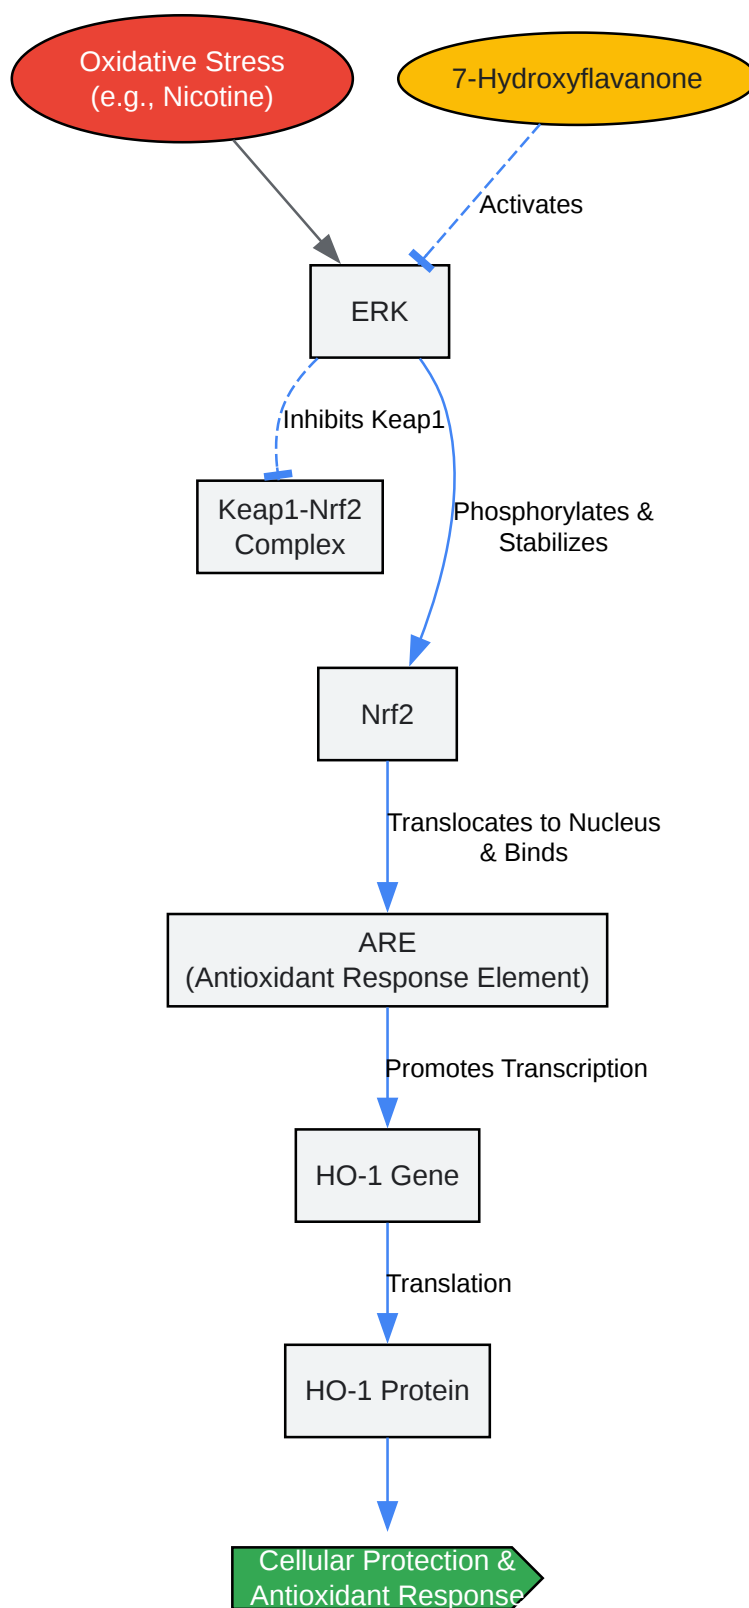 Oxidative Stress
(e.g., Nicotine)
7-Hydroxyflavanone
Activates
ERK
Inhibits Keap1
Keap1-Nrf2
Complex
Phosphorylates &
Stabilizes
Nrf2
Translocates to Nucleus
& Binds
ARE
(Antioxidant Response Element)
Promotes Transcription
HO-1 Gene
Translation
HO-1 Protein
Cellular Protection &
Antioxidant Response